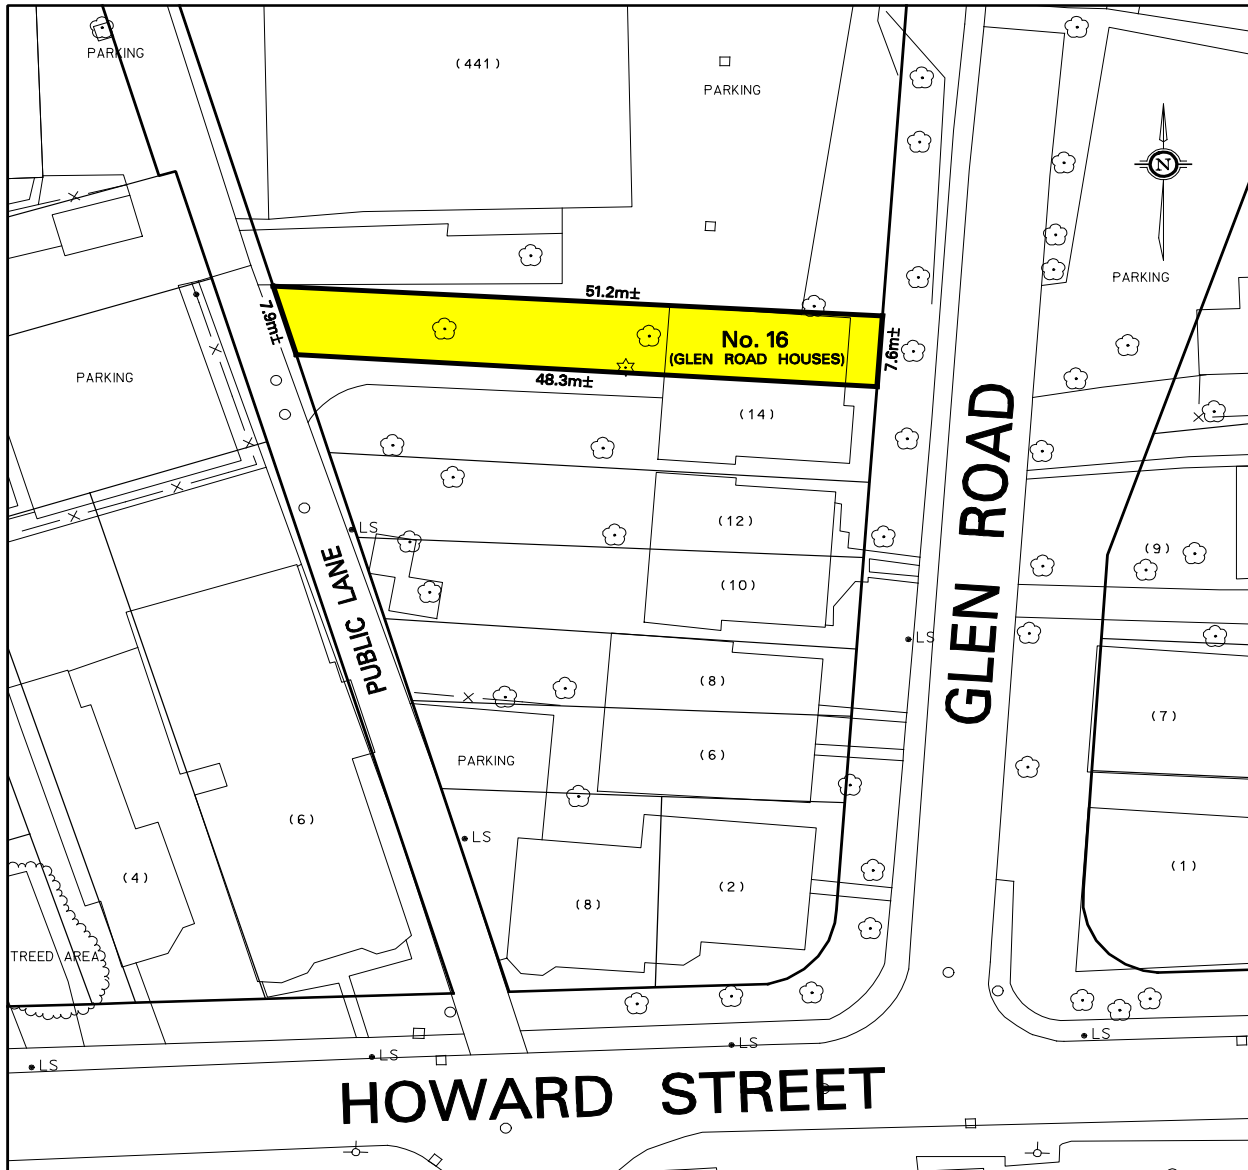 PARKING
(441)
PARKING
N
PARKING
51.2m±
7.6m±
No. 16
(GLEN ROAD HOUSES)
7.6m±
48.3m±
PARKING
(14)
(12)
LS
(10)
(9)
PUBLIC LANE
GLEN ROAD
LS
(8)
(7)
(6)
PARKING
(6)
LS
(4)
(8)
(2)
(1)
TREED AREA
LS
LS
LS
LS
HOWARD STREET